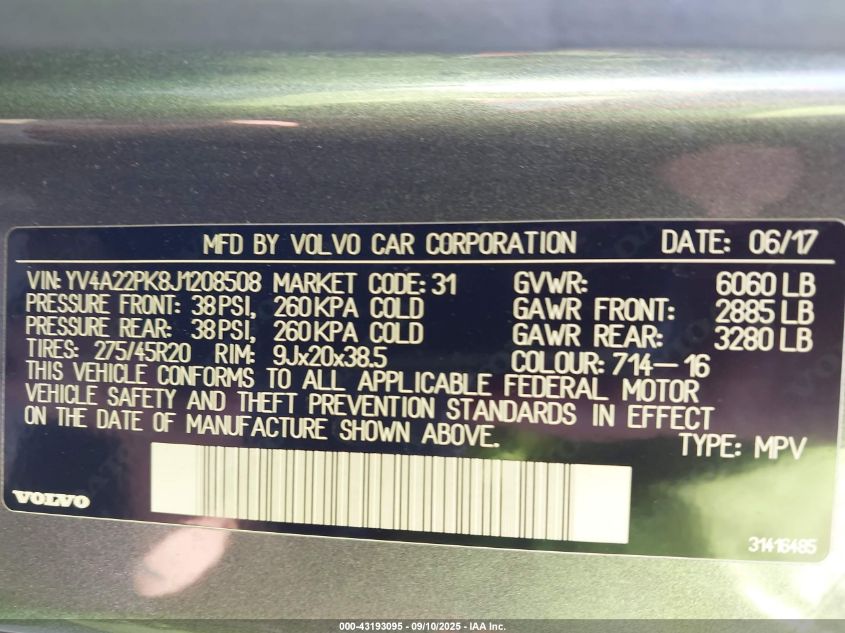 MFD BY VOLVO CAR CORPORATION DATE: 06/17
VIN: YV4A22PK8J1208508 MARKET CODE: 31 GVWR: 6060 LB
PRESSURE FRONT: 38 PSI, 260 KPA COLD GAWR FRONT: 2885 LB
PRESSURE REAR: 38 PSI, 260 KPA COLD GAWR REAR: 3280 LB
TIRES: 275/45R20 RIM: 9Jx20x38.5 COLOUR: 714-16
THIS VEHICLE CONFORMS TO ALL APPLICABLE FEDERAL MOTOR
VEHICLE SAFETY AND THEFT PREVENTION STANDARDS IN EFFECT
ON THE DATE OF MANUFACTURE SHOWN ABOVE.
TYPE: MPV
VOLVO
31416485
000-43193095 - 09/10/2025 - IAA Inc.